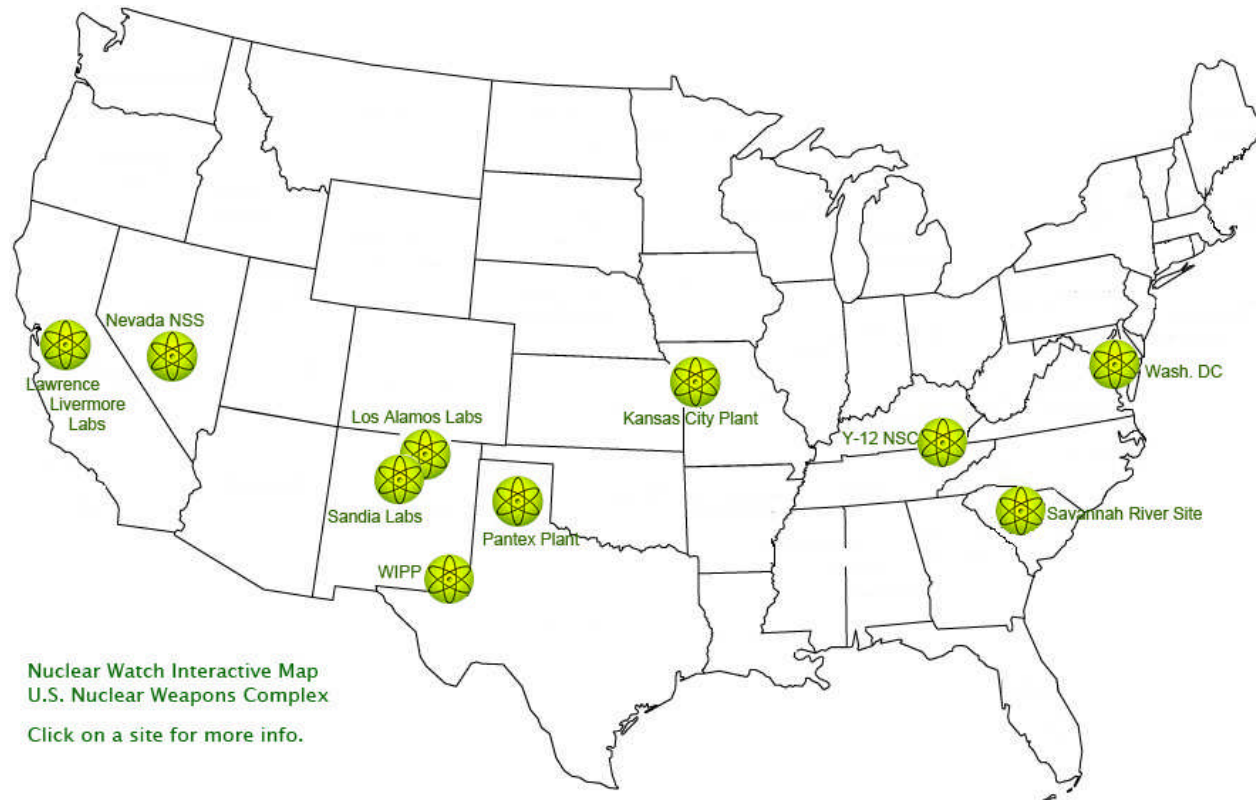 Nevada NSS
Lawrence
Livermore
Labs
Los Alamos Labs
Sandia Labs
WIPP
Pantex Plant
Kansas City Plant
Y-12 NSC
Wash. DC
Savannah River Site
Nuclear Watch Interactive Map
U.S. Nuclear Weapons Complex
Click on a site for more info.